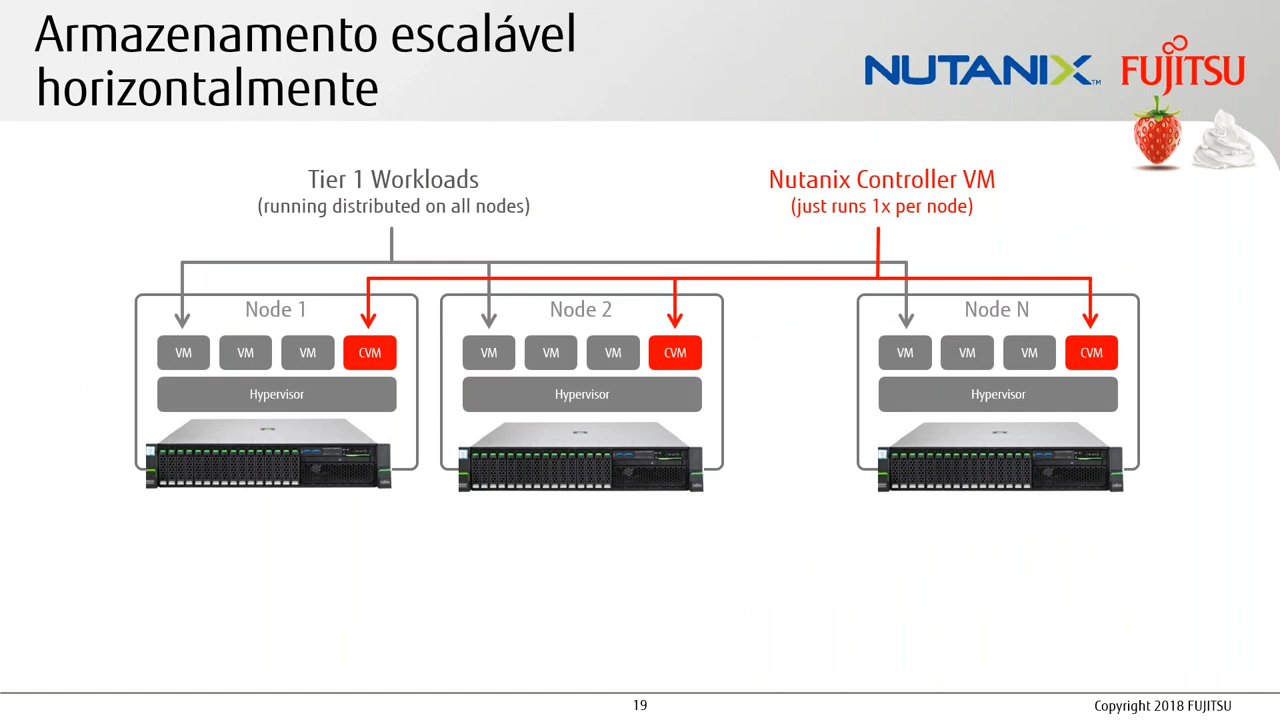 Armazenamento escalável
horizontalmente
NUTANIX™
FUJITSU
Tier 1 Workloads
(running distributed on all nodes)
Nutanix Controller VM
(just runs 1x per node)
Node 1
VM VM VM CVM
Hypervisor
Node 2
VM VM VM CVM
Hypervisor
Node N
VM VM VM CVM
Hypervisor
19
Copyright 2018 FUJITSU